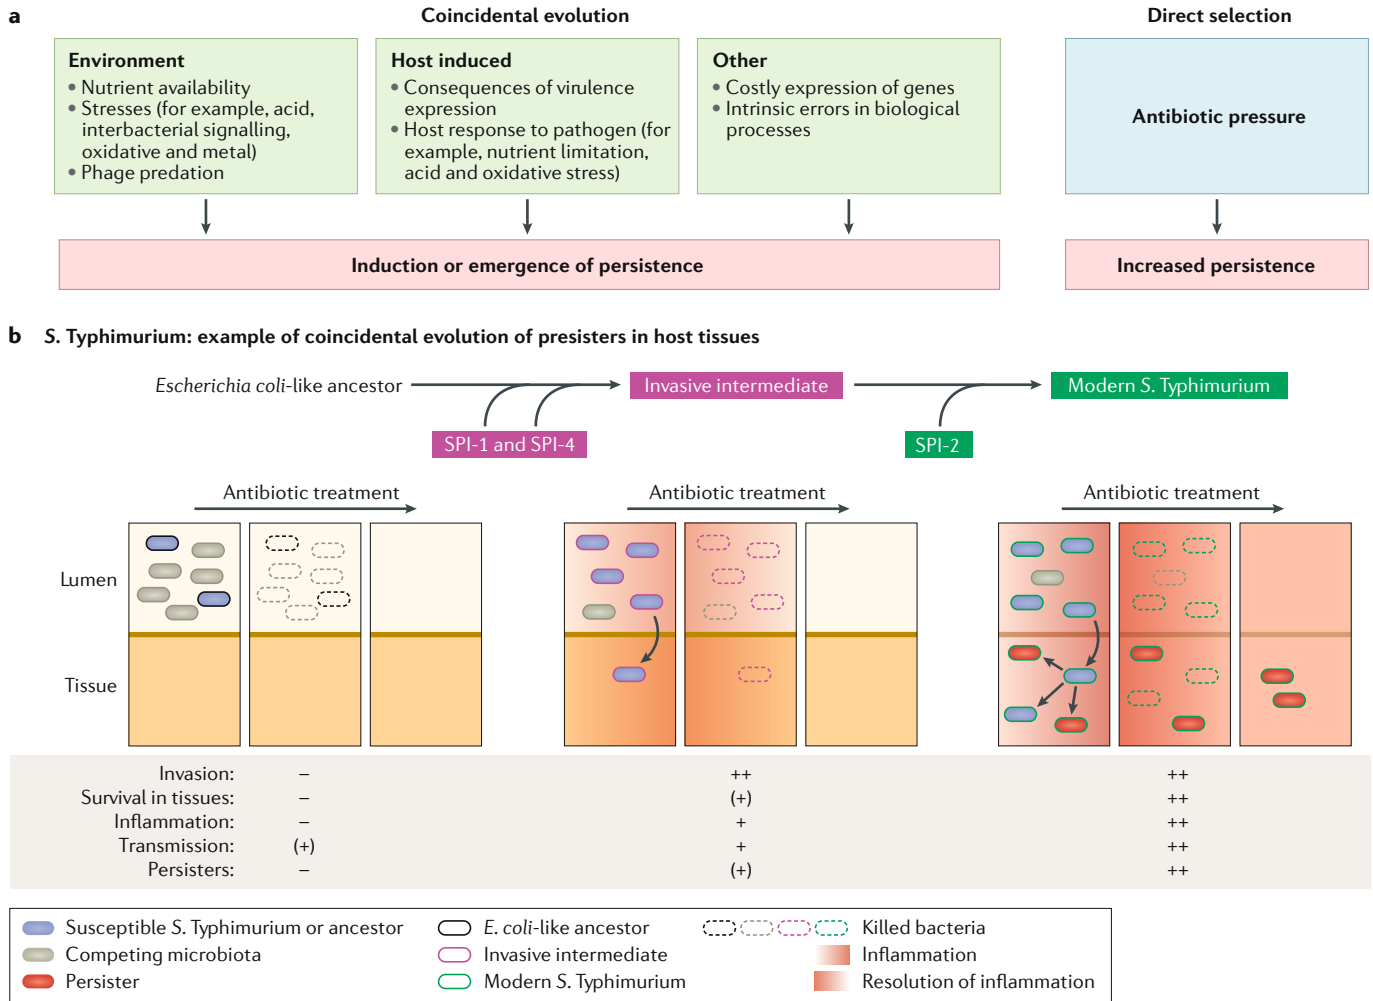 a
Coincidental evolution
Direct selection
Environment
• Nutrient availability
• Stresses (for example, acid,
interbacterial signalling,
oxidative and metal)
• Phage predation
Host induced
• Consequences of virulence
expression
• Host response to pathogen (for
example, nutrient limitation,
acid and oxidative stress)
Other
• Costly expression of genes
• Intrinsic errors in biological
processes
Antibiotic pressure
Induction or emergence of persistence
Increased persistence
b S. Typhimurium: example of coincidental evolution of presisters in host tissues
Escherichia coli-like ancestor
Invasive intermediate
Modern S. Typhimurium
SPI-1 and SPI-4
SPI-2
Antibiotic treatment
Antibiotic treatment
Antibiotic treatment
Lumen
Tissue
Invasion: – ++ ++
Survival in tissues: – (+) ++
Inflammation: – + ++
Transmission: (+) + ++
Persisters: – (+) ++
Susceptible S. Typhimurium or ancestor
Competing microbiota
Persister
E. coli-like ancestor
Invasive intermediate
Modern S. Typhimurium
Killed bacteria
Inflammation
Resolution of inflammation